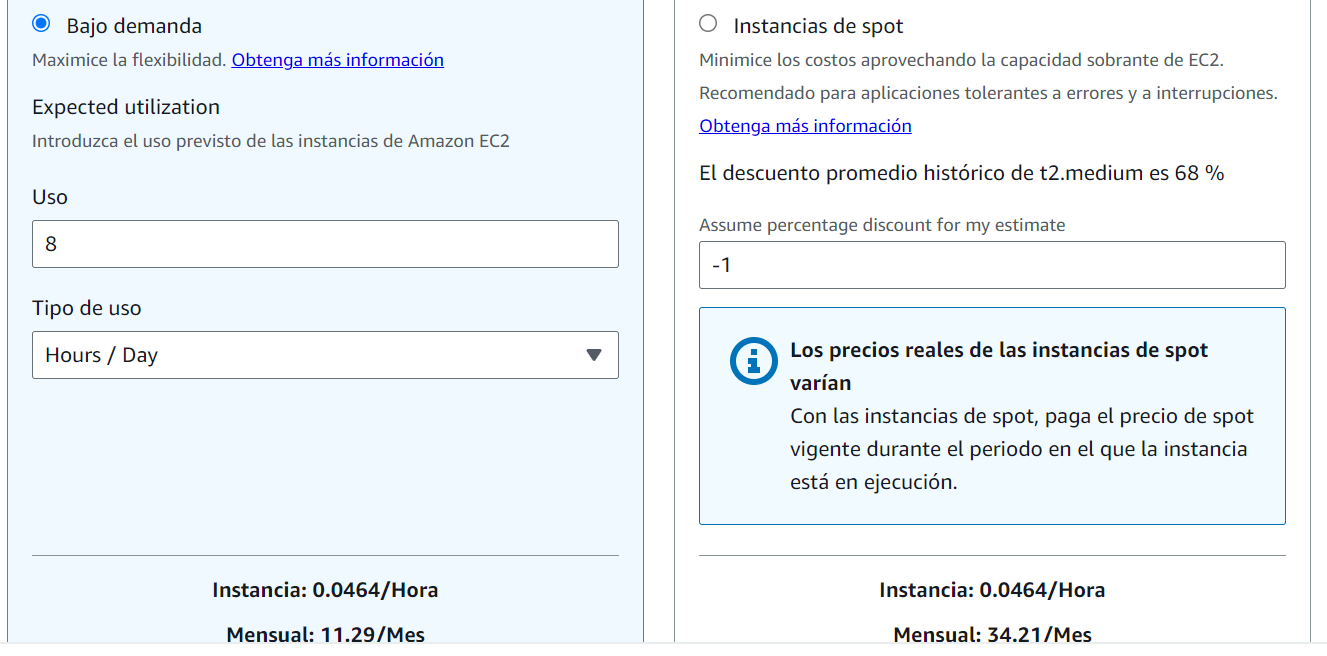 Bajo demanda
Maximice la flexibilidad. Obtenga más información
Expected utilization
Introduzca el uso previsto de las instancias de Amazon EC2
Uso
8
Tipo de uso
Hours / Day
Instancia: 0.0464/Hora
Mensual: 11.29/Mes
Instancias de spot
Minimice los costos aprovechando la capacidad sobrante de EC2.
Recomendado para aplicaciones tolerantes a errores y a interrupciones.
Obtenga más información
El descuento promedio histórico de t2.medium es 68 %
Assume percentage discount for my estimate
-1
Los precios reales de las instancias de spot
varían
Con las instancias de spot, paga el precio de spot
vigente durante el periodo en el que la instancia
está en ejecución.
Instancia: 0.0464/Hora
Mensual: 34.21/Mes